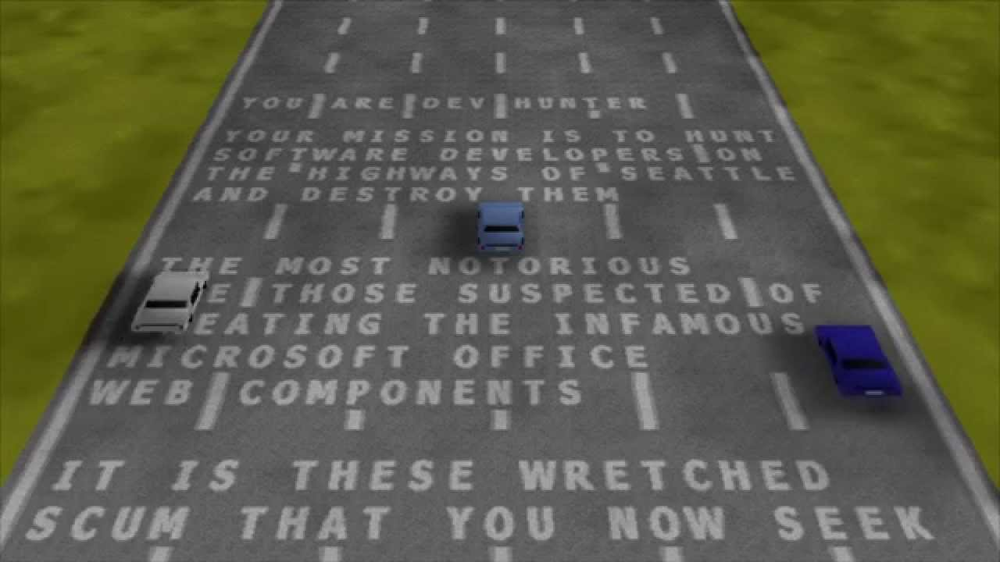 YOU ARE DEV HUNTER
YOUR MISSION IS TO HUNT
SOFTWARE DEVELOPERS ON
THE HIGHWAYS OF SEATTLE
AND DESTROY THEM
THE MOST NOTORIOUS
E THOSE SUSPECTED OF
EATING THE INFAMOUS
MICROSOFT OFFICE
WEB COMPONENTS
IT IS THESE WRETCHED
SCUM THAT YOU NOW SEEK